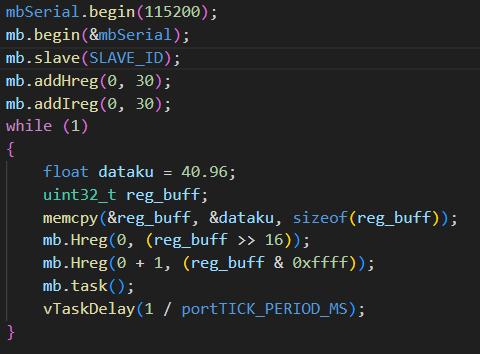 mbSerial.begin(115200);
mb.begin(&mbSerial);
mb.slave(SLAVE_ID);
mb.addHreg(0, 30);
mb.addIreg(0, 30);
while (1)
{
    float dataku = 40.96;
    uint32_t reg_buff;
    memcpy(&reg_buff, &dataku, sizeof(reg_buff));
    mb.Hreg(0, (reg_buff >> 16));
    mb.Hreg(0 + 1, (reg_buff & 0xffff));
    mb.task();
    vTaskDelay(1 / portTICK_PERIOD_MS);
}